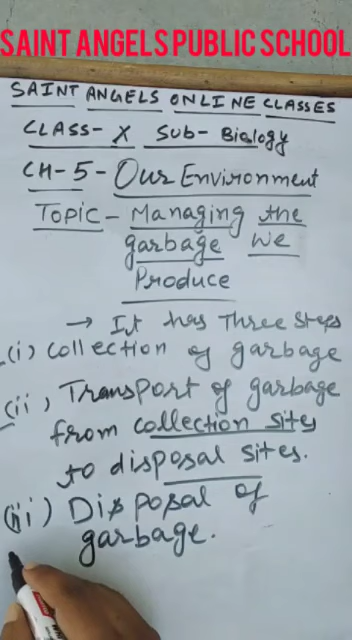 SAINT ANGELS PUBLIC SCHOOL
SAINT ANGELS ONLINE CLASSES
CLASS- X SUB- Biology
CH-5- Our Environment
Topic- Managing the
garbage We
Produce
→ It has Three Steps
(i) collection of garbage
(ii) Transport of garbage
from collection sites
to disposal sites.
(iii) Disposal of
garbage.